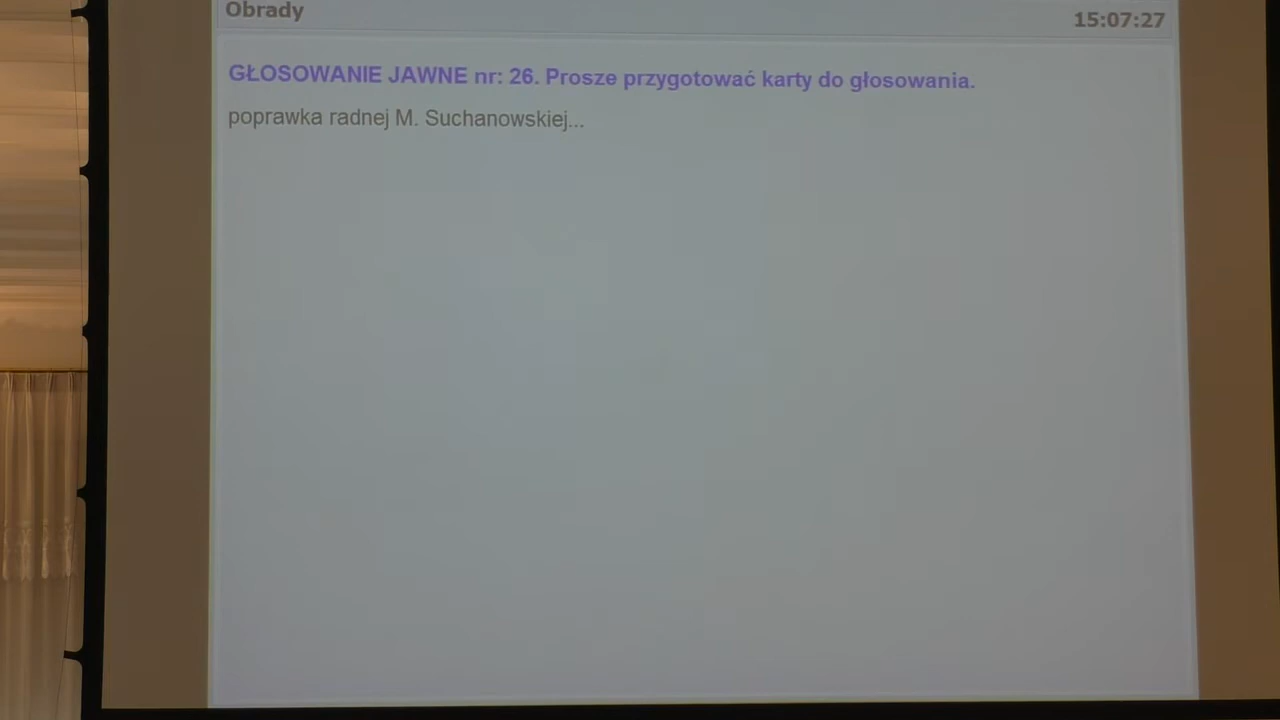 Obrady
15:07:27
GŁOSOWANIE JAWNE nr: 26. Prosze przygotować karty do głosowania.
poprawka radnej M. Suchanowskiej...